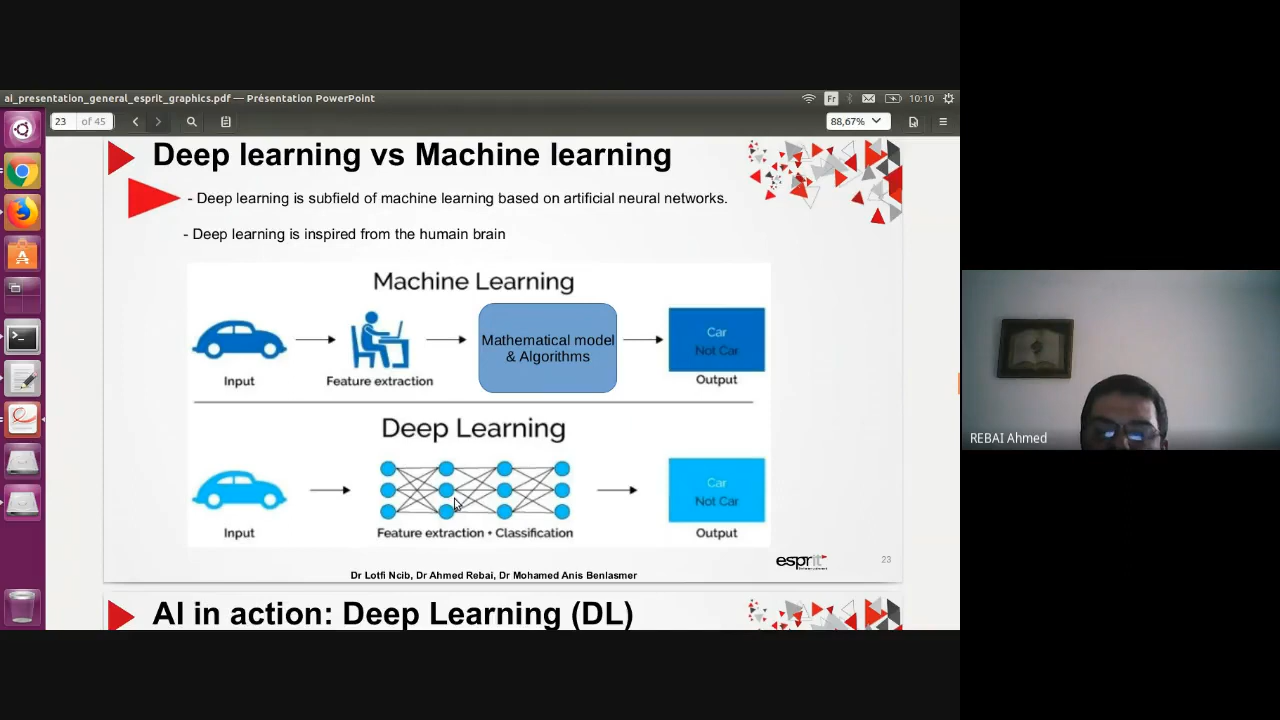 ai_presentation_general_esprit_graphics.pdf — Présentation PowerPoint
Fr
10:10
23 of 45
88,67%
Deep learning vs Machine learning
- Deep learning is subfield of machine learning based on artificial neural networks.
- Deep learning is inspired from the humain brain
Machine Learning
Mathematical model
& Algorithms
Car
Not Car
Input
Feature extraction
Output
Deep Learning
Car
Not Car
Input
Feature extraction + Classification
Output
esprit
23
Dr Lotfi Ncib, Dr Ahmed Rebai, Dr Mohamed Anis Benlasmer
AI in action: Deep Learning (DL)
REBAI Ahmed